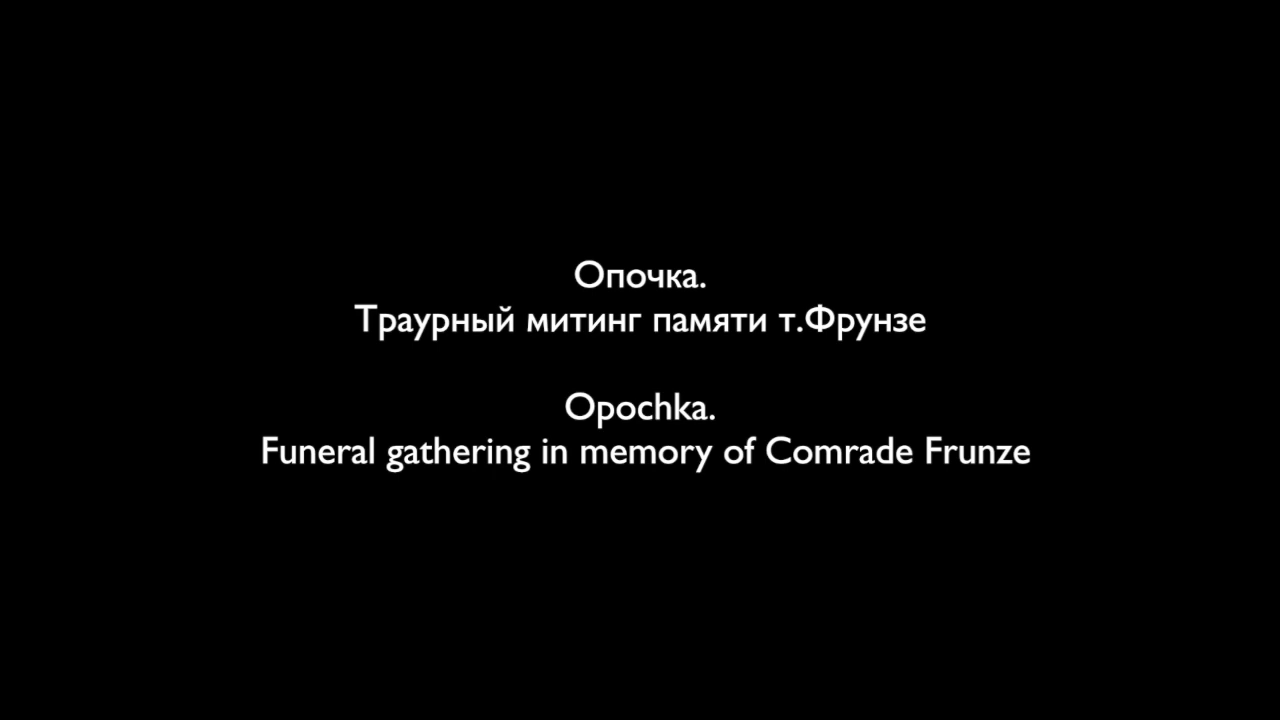 Опочка.
Траурный митинг памяти т.Фрунзе
Opochka.
Funeral gathering in memory of Comrade Frunze